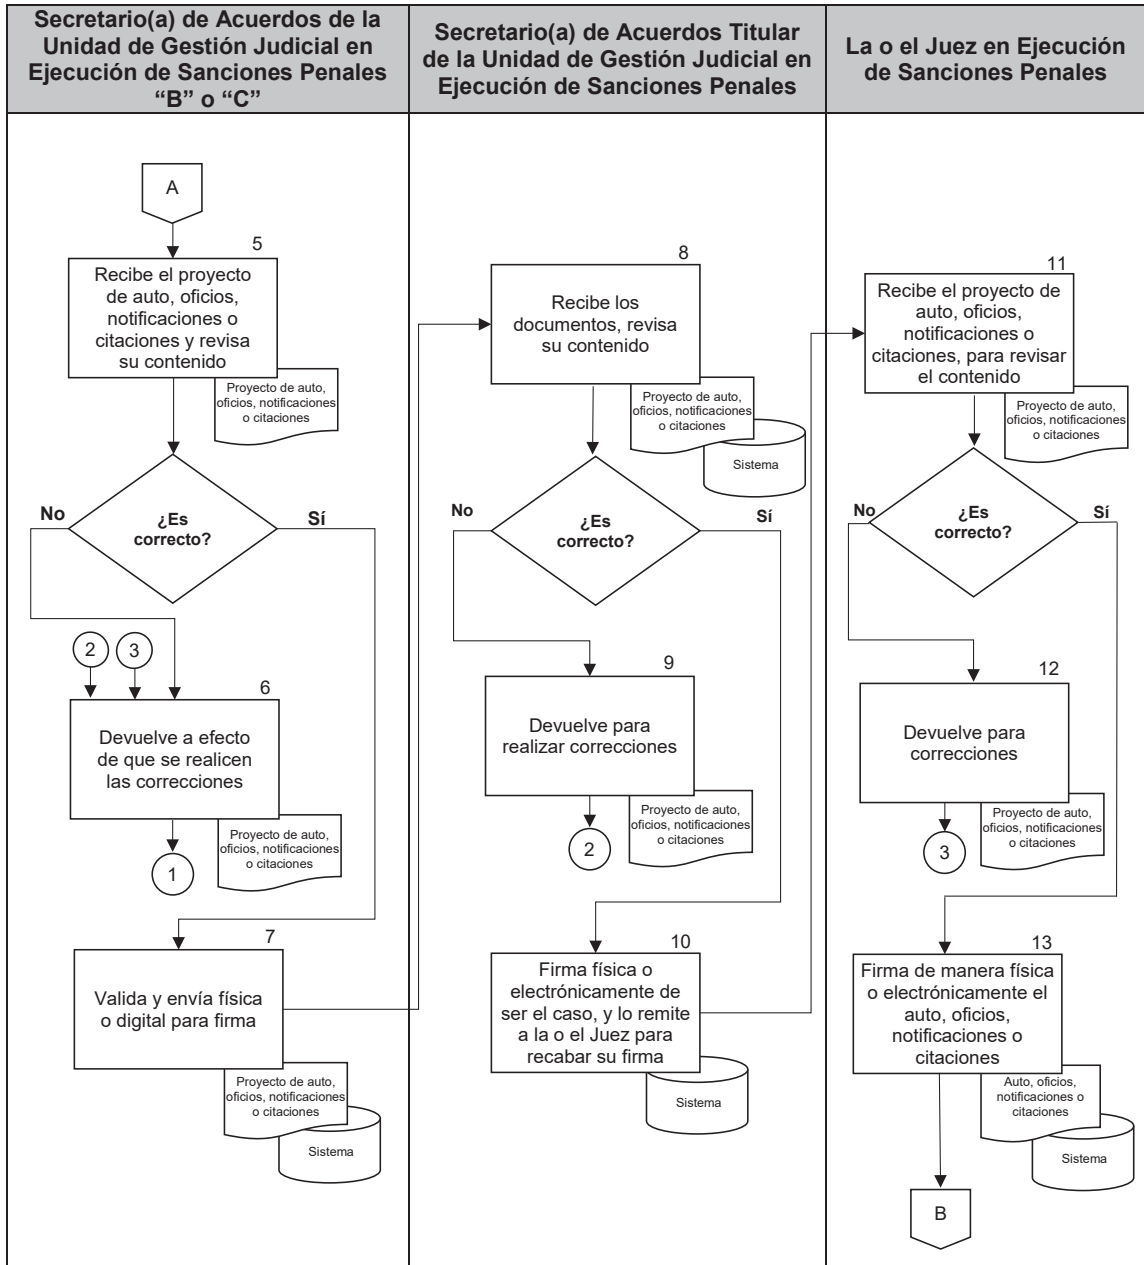 Secretario(a) de Acuerdos de la
Unidad de Gestión Judicial en
Ejecución de Sanciones Penales
“B” o “C”
Secretario(a) de Acuerdos Titular
de la Unidad de Gestión Judicial en
Ejecución de Sanciones Penales
La o el Juez en Ejecución
de Sanciones Penales
A
5
Recibe el proyecto
de auto, oficios,
notificaciones o
citaciones y revisa
su contenido
Proyecto de auto,
oficios, notificaciones
o citaciones
¿Es
correcto?
No
Sí
2
3
6
Devuelve a efecto
de que se realicen
las correcciones
Proyecto de auto,
oficios, notificaciones
o citaciones
1
7
Valida y envía física
o digital para firma
Proyecto de auto,
oficios, notificaciones
o citaciones
Sistema
8
Recibe los
documentos, revisa
su contenido
Proyecto de auto,
oficios, notificaciones
o citaciones
Sistema
¿Es
correcto?
No
Sí
9
Devuelve para
realizar correcciones
Proyecto de auto,
oficios, notificaciones
o citaciones
2
10
Firma física o
electrónicamente de
ser el caso, y lo remite
a la o el Juez para
recabar su firma
Sistema
11
Recibe el proyecto de
auto, oficios,
notificaciones o
citaciones, para revisar
el contenido
Proyecto de auto,
oficios, notificaciones
o citaciones
¿Es
correcto?
No
Sí
12
Devuelve para
correcciones
Proyecto de auto,
oficios, notificaciones
o citaciones
3
13
Firma de manera física
o electrónicamente el
auto, oficios,
notificaciones o
citaciones
Auto, oficios,
notificaciones o
citaciones
Sistema
B